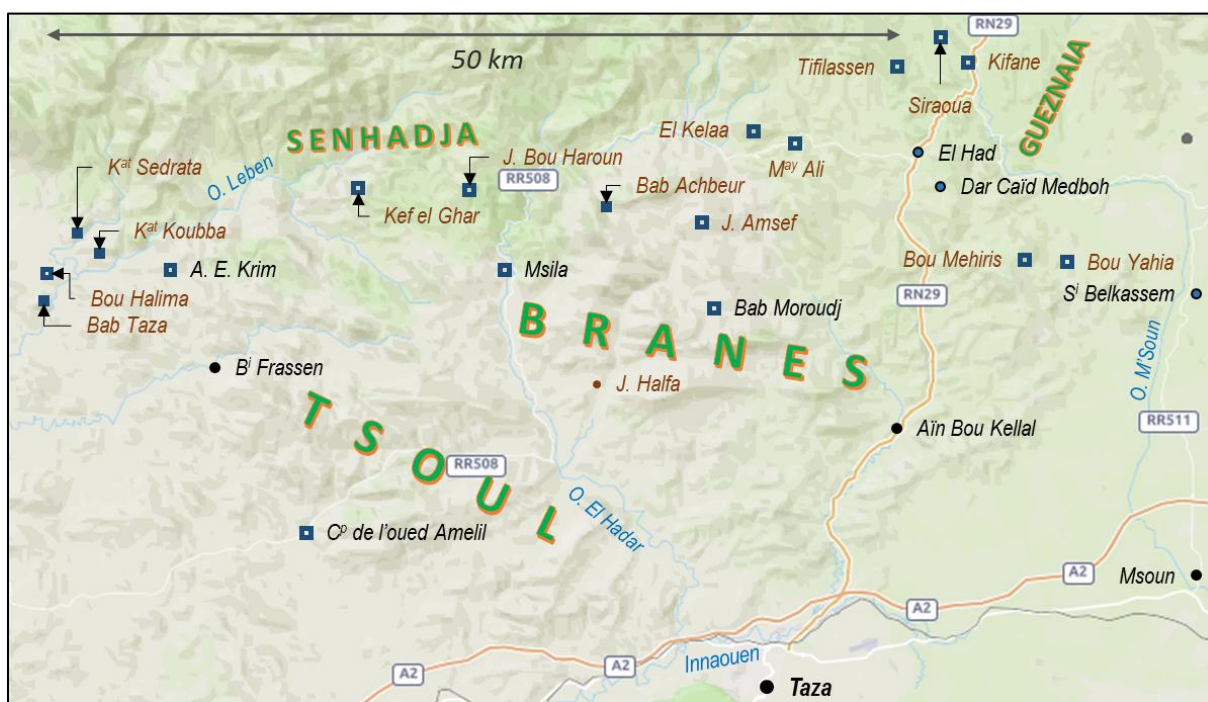 RN29
50 km
Tifilassen
Kifane
Siraoua
GUEZNAIA
SENHADJA
El Kelaa
May Ali
El Had
Dar Caïd Medboh
J. Bou Haroun
RR508
Kat Sedrata
O. Leben
Kef el Ghar
Bab Achbeur
J. Amsef
Kat Koubba
A. E. Krim
Msila
Bou Mehiris
Bou Yahia
Si Belkassem
Bou Halima
Bab Taza
RN29
Bab Moroudj
BRANES
Bi Frassen
J. Halfa
O. M'Soun
TSOUL
Aïn Bou Kellal
RR511
RR508
O. El Hadar
Cp de l'oued Amelil
A2
Msoun
A2
Innaouen
A2
A2
Taza